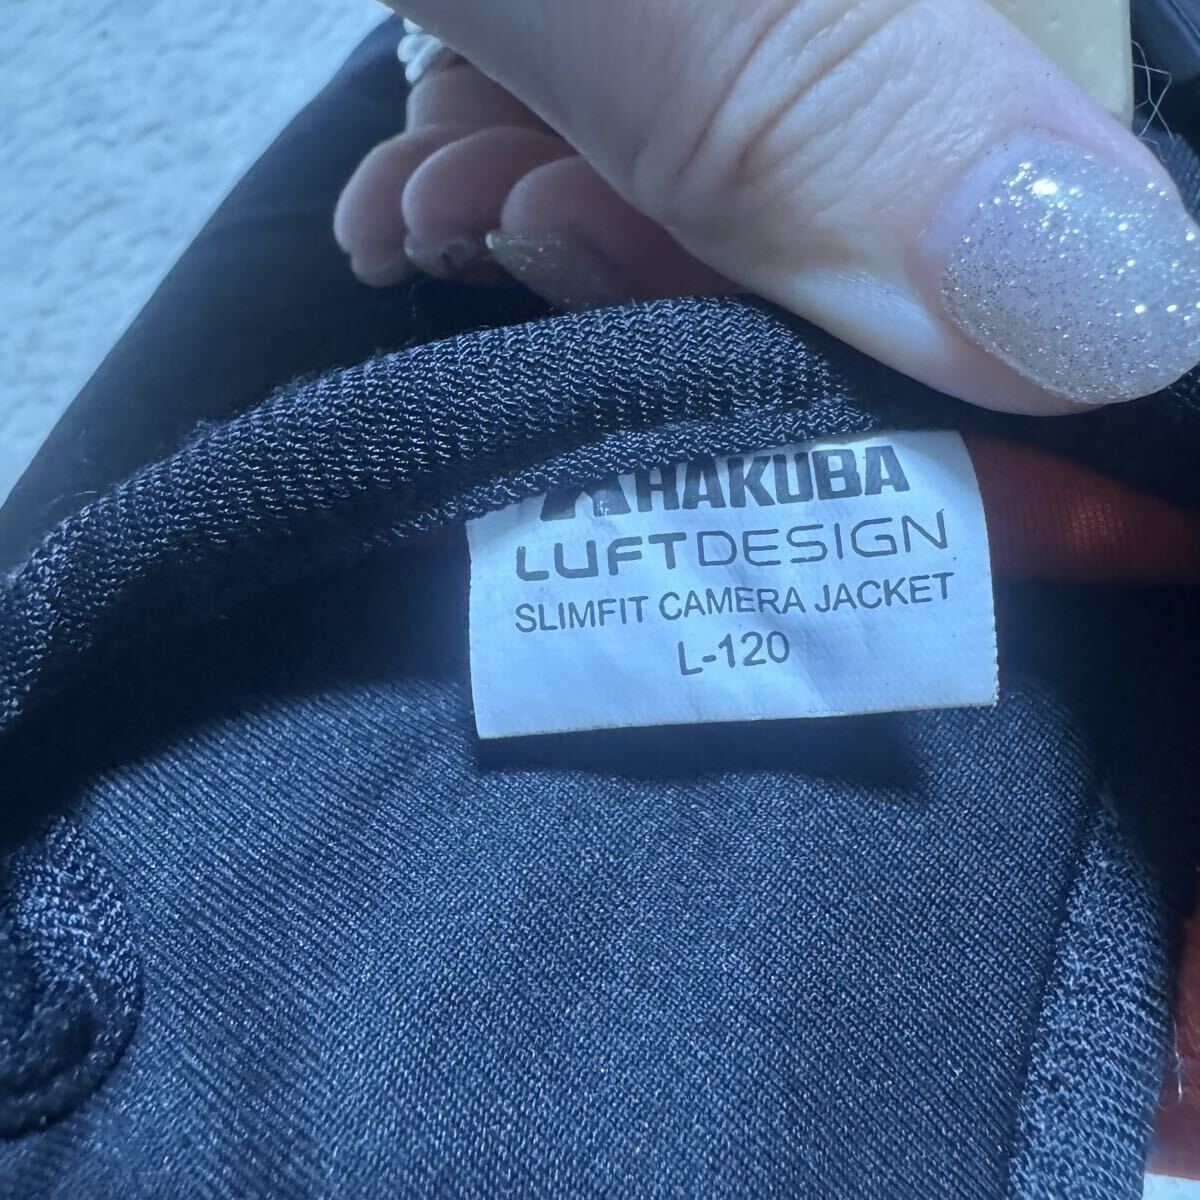 HAKUBA
LUFTDESIGN
SLIMFIT CAMERA JACKET
L-120